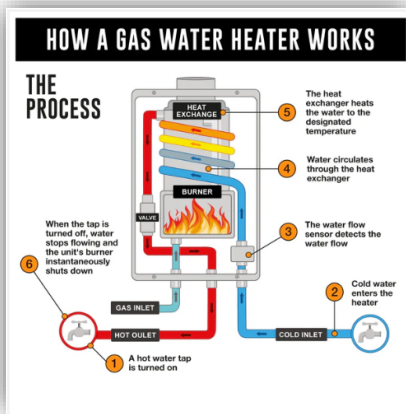 HOW A GAS WATER HEATER WORKS
THE
PROCESS
HEAT
EXCHANGE
5
The heat
exchanger heats
the water to the
designated
temperature
4
Water circulates
through the heat
exchanger
BURNER
VALVE
3
The water flow
sensor detects the
water flow
When the tap is
turned off, water
stops flowing and
the unit's burner
instantaneously
shuts down
6
2
Cold water
enters the
heater
GAS INLET
HOT OULET
COLD INLET
1
A hot water tap
is turned on